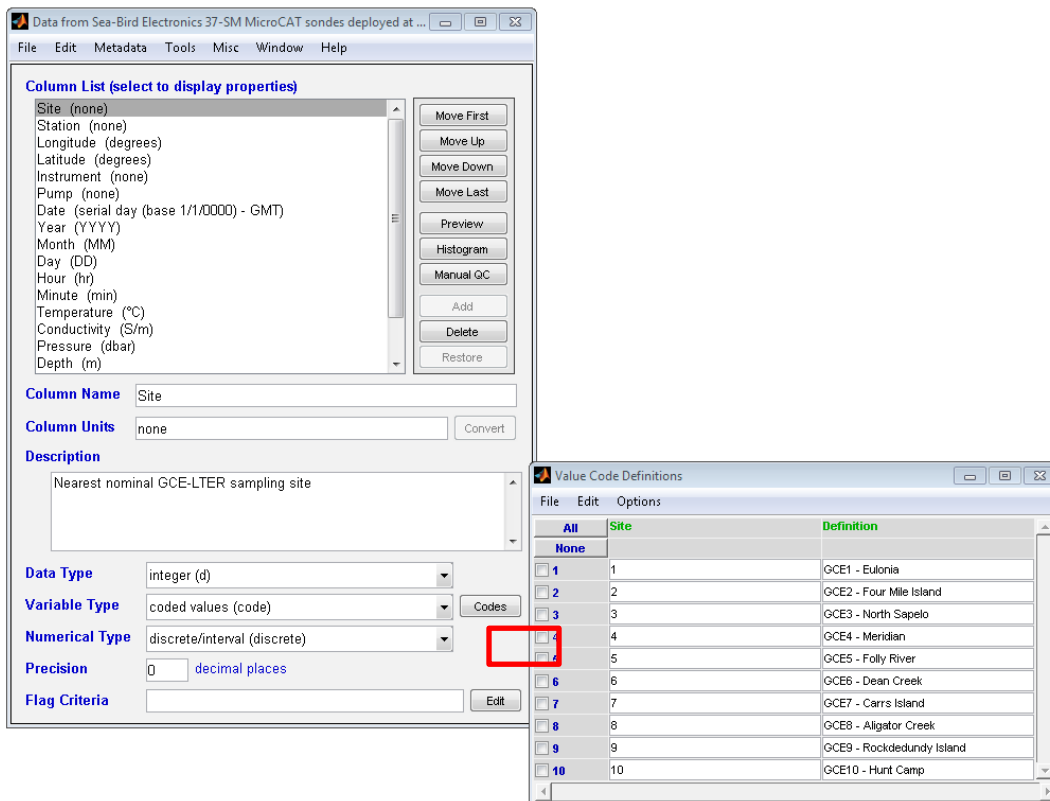 Data from Sea-Bird Electronics 37-SM MicroCAT sondes deployed at ...
File Edit Metadata Tools Misc Window Help
Column List (select to display properties)
Site (none)
Station (none)
Longitude (degrees)
Latitude (degrees)
Instrument (none)
Pump (none)
Date (serial day (base 1/1/0000) - GMT)
Year (YYYY)
Month (MM)
Day (DD)
Hour (hr)
Minute (min)
Temperature (°C)
Conductivity (S/m)
Pressure (dbar)
Depth (m)
Move First
Move Up
Move Down
Move Last
Preview
Histogram
Manual QC
Add
Delete
Restore
Column Name Site
Column Units none Convert
Description
Nearest nominal GCE-LTER sampling site
Data Type integer (d)
Variable Type coded values (code) Codes
Numerical Type discrete/interval (discrete)
Precision 0 decimal places
Flag Criteria Edit
Value Code Definitions
File Edit Options
All Site Definition
None
1 1 GCE1 - Eulonia
2 2 GCE2 - Four Mile Island
3 3 GCE3 - North Sapelo
4 4 GCE4 - Meridian
5 5 GCE5 - Folly River
6 6 GCE6 - Dean Creek
7 7 GCE7 - Carrs Island
8 8 GCE8 - Aligator Creek
9 9 GCE9 - Rockdedundy Island
10 10 GCE10 - Hunt Camp